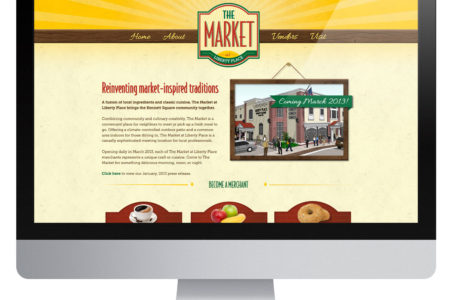 THE
MARKET
at
LIBERTY PLACE
Home About Vendors Visit
Reinventing market-inspired traditions
A fusion of local ingredients and classic cuisine, The Market at
Liberty Place brings the Kennett Square community together.
Combining community and culinary creativity, The Market is a
convenient place for neighbors to meet or pick up a fresh meal to
go. Offering a climate-controlled outdoor patio and a common
area indoors for those dining in, The Market at Liberty Place is a
casually sophisticated meeting location for local professionals.
Opening daily in March 2013, each of The Market at Liberty Place
merchants represents a unique craft or cuisine. Come to The
Market for something delicious morning, noon, or night.
Click here to view our January, 2013 press release.
Coming March 2013!
BECOME A MERCHANT